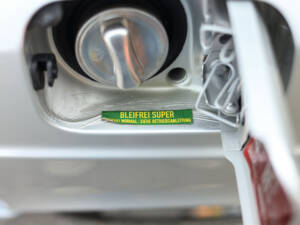 BLEIFREI SUPER
NORMAL: SIEHE BETRIEBSANLEITUNG